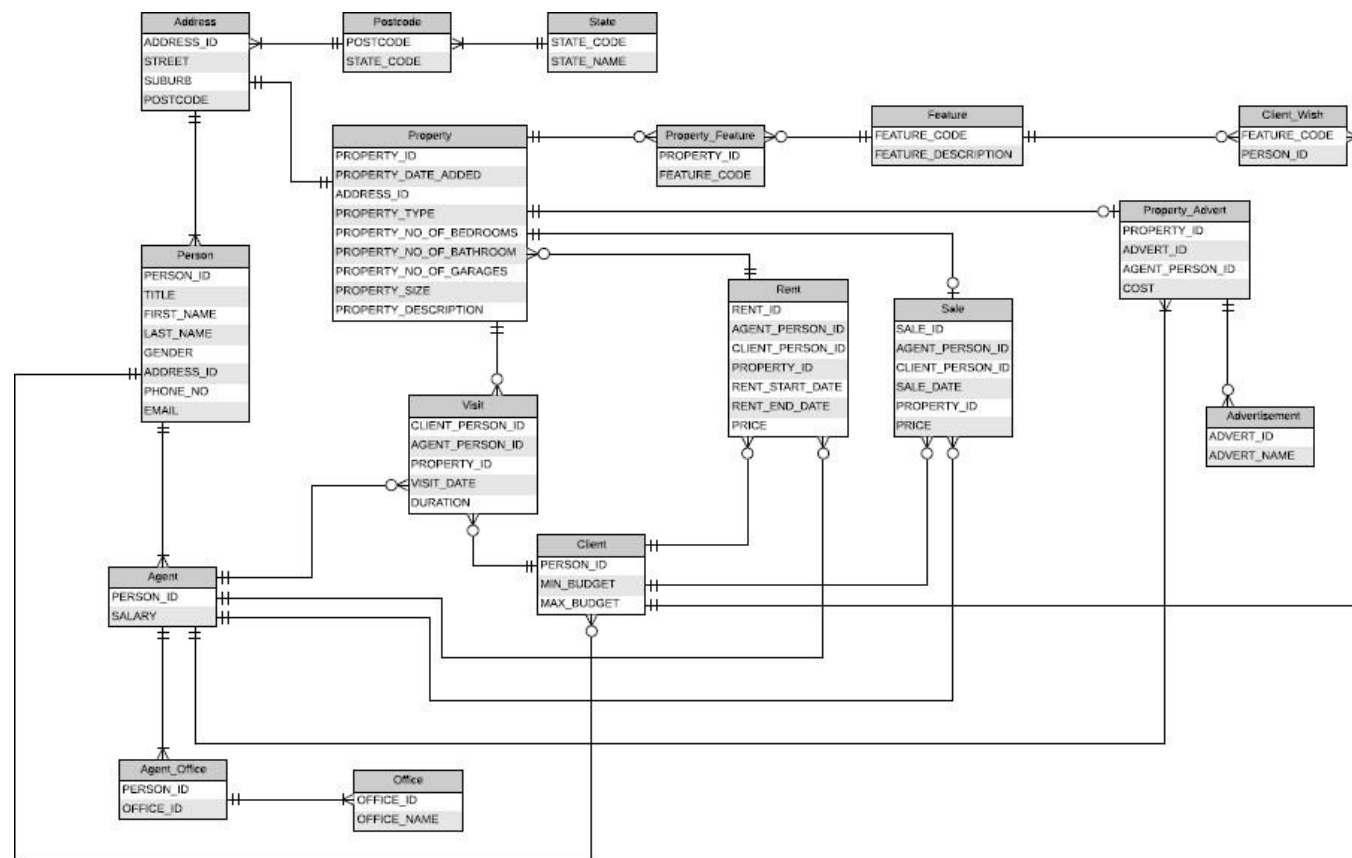 Address
ADDRESS_ID
STREET
SUBURB
POSTCODE
Postcode
POSTCODE
STATE_CODE
State
STATE_CODE
STATE_NAME
Property
PROPERTY_ID
PROPERTY_DATE_ADDED
ADDRESS_ID
PROPERTY_TYPE
PROPERTY_NO_OF_BEDROOMS
PROPERTY_NO_OF_BATHROOM
PROPERTY_NO_OF_GARAGES
PROPERTY_SIZE
PROPERTY_DESCRIPTION
Property_Feature
PROPERTY_ID
FEATURE_CODE
Feature
FEATURE_CODE
FEATURE_DESCRIPTION
Client_Wish
FEATURE_CODE
PERSON_ID
Property_Advert
PROPERTY_ID
ADVERT_ID
AGENT_PERSON_ID
COST
Person
PERSON_ID
TITLE
FIRST_NAME
LAST_NAME
GENDER
ADDRESS_ID
PHONE_NO
EMAIL
Rent
RENT_ID
AGENT_PERSON_ID
CLIENT_PERSON_ID
PROPERTY_ID
RENT_START_DATE
RENT_END_DATE
PRICE
Sale
SALE_ID
AGENT_PERSON_ID
CLIENT_PERSON_ID
SALE_DATE
PROPERTY_ID
PRICE
Visit
CLIENT_PERSON_ID
AGENT_PERSON_ID
PROPERTY_ID
VISIT_DATE
DURATION
Advertisement
ADVERT_ID
ADVERT_NAME
Client
PERSON_ID
MIN_BUDGET
MAX_BUDGET
Agent
PERSON_ID
SALARY
Agent_Office
PERSON_ID
OFFICE_ID
Office
OFFICE_ID
OFFICE_NAME